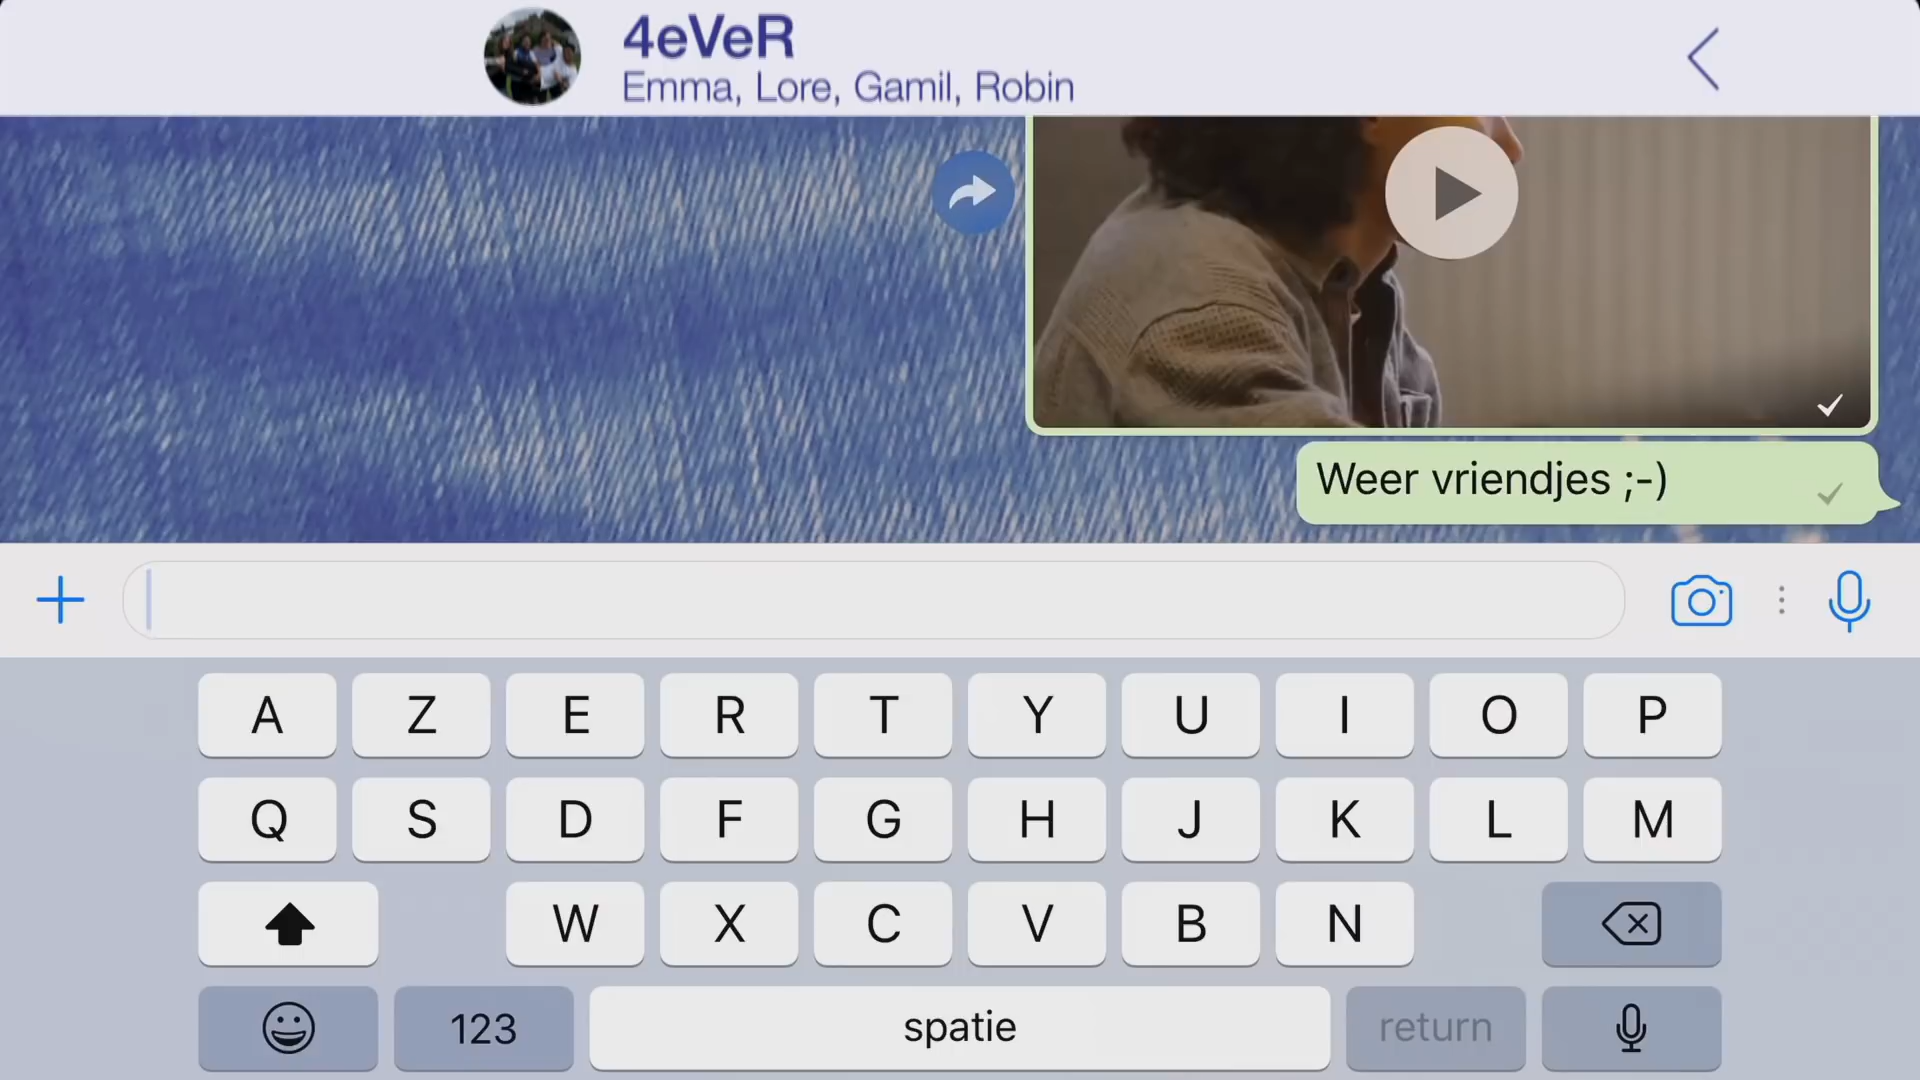 4eVeR
Emma, Lore, Gamil, Robin
Weer vriendjes ;-)
A Z E R T Y U I O P
Q S D F G H J K L M
W X C V B N
123 spatie return